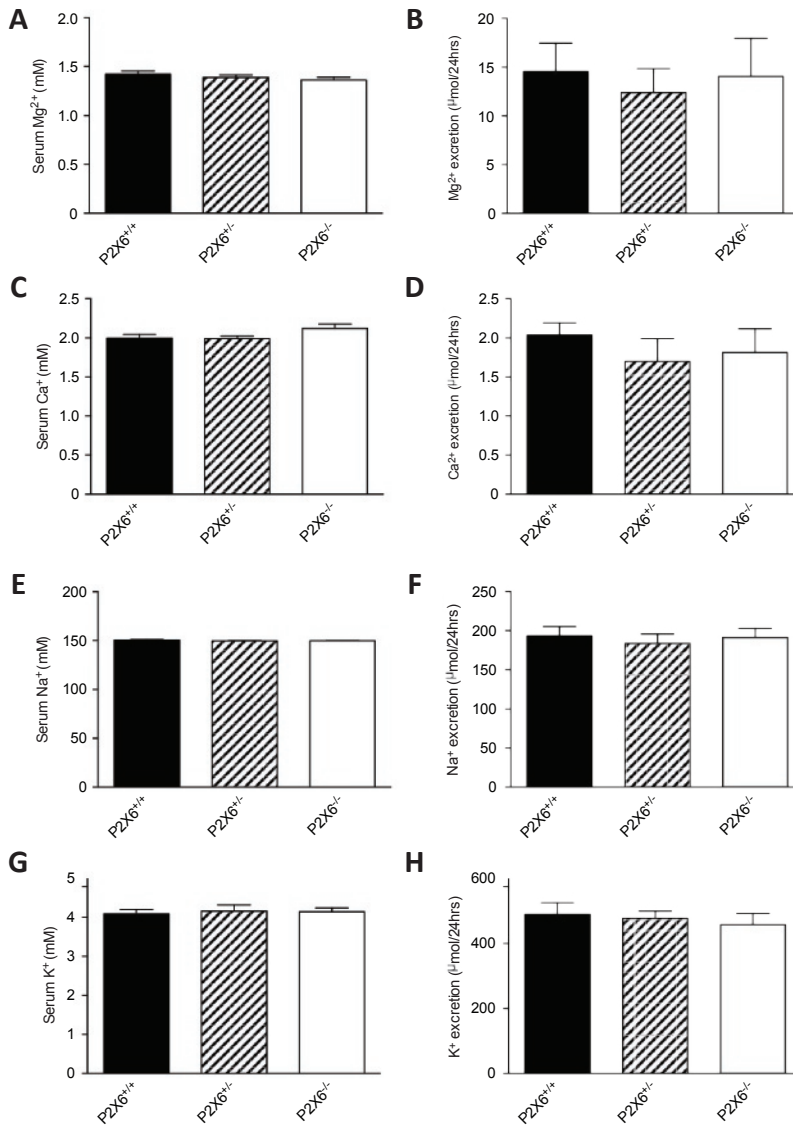 A
Serum Mg²⁺ (mM)
2.0
1.5
1.0
0.5
0
P2X6⁺/⁺
P2X6⁺/⁻
P2X6⁻/⁻
B
Mg²⁺ excretion (µmol/24hrs)
20
15
10
5
0
P2X6⁺/⁺
P2X6⁺/⁻
P2X6⁻/⁻
C
Serum Ca⁺ (mM)
2.5
2.0
1.5
1.0
0.5
0
P2X6⁺/⁺
P2X6⁺/⁻
P2X6⁻/⁻
D
Ca²⁺ excretion (µmol/24hrs)
2.5
2.0
1.5
1.0
0.5
0
P2X6⁺/⁺
P2X6⁺/⁻
P2X6⁻/⁻
E
Serum Na⁺ (mM)
200
150
100
50
0
P2X6⁺/⁺
P2X6⁺/⁻
P2X6⁻/⁻
F
Na⁺ excretion (µmol/24hrs)
250
200
150
100
50
0
P2X6⁺/⁺
P2X6⁺/⁻
P2X6⁻/⁻
G
Serum K⁺ (mM)
5
4
3
2
1
0
P2X6⁺/⁺
P2X6⁺/⁻
P2X6⁻/⁻
H
K⁺ excretion (µmol/24hrs)
600
400
200
0
P2X6⁺/⁺
P2X6⁺/⁻
P2X6⁻/⁻